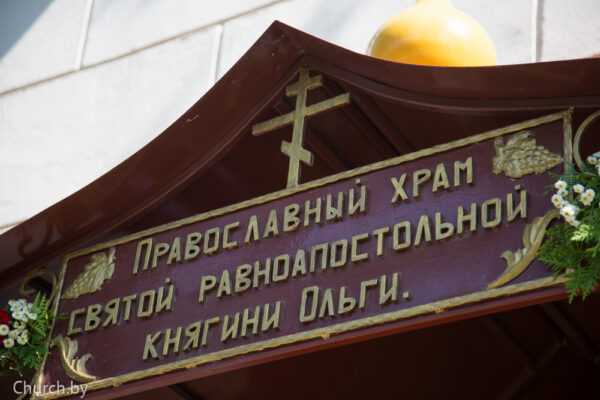 Православный храм
святой равноапостольной
княгини Ольги.
Church.by